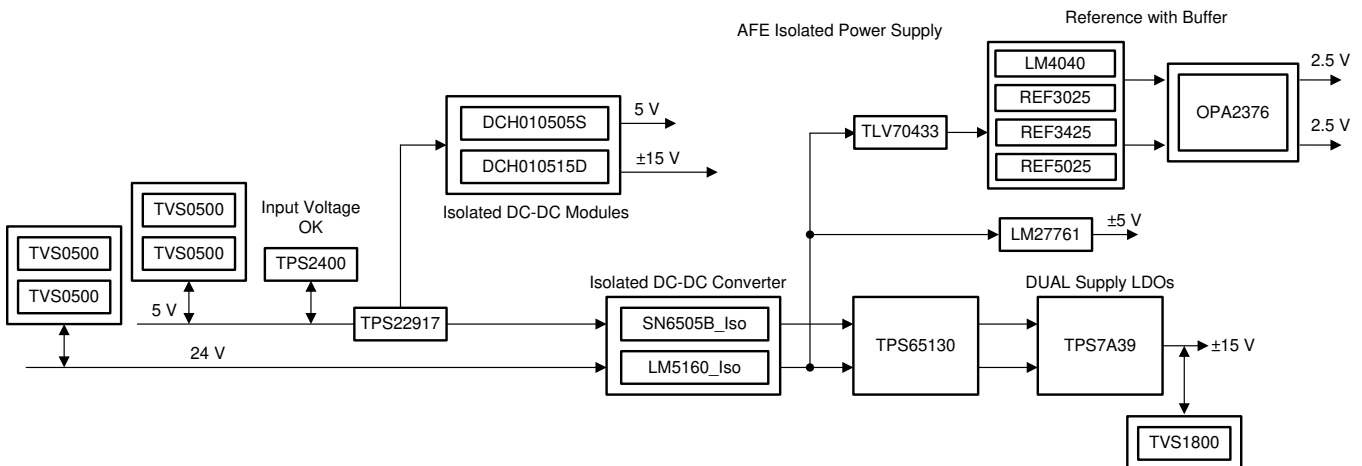 Reference with Buffer
AFE Isolated Power Supply
LM4040
REF3025
REF3425
REF5025
OPA2376
2.5 V
2.5 V
TLV70433
DCH010505S
DCH010515D
5 V
±15 V
Isolated DC-DC Modules
TVS0500
TVS0500
Input Voltage
OK
TPS2400
TVS0500
TVS0500
5 V
24 V
TPS22917
LM27761
±5 V
Isolated DC-DC Converter
SN6505B_Iso
LM5160_Iso
TPS65130
DUAL Supply LDOs
TPS7A39
±15 V
TVS1800